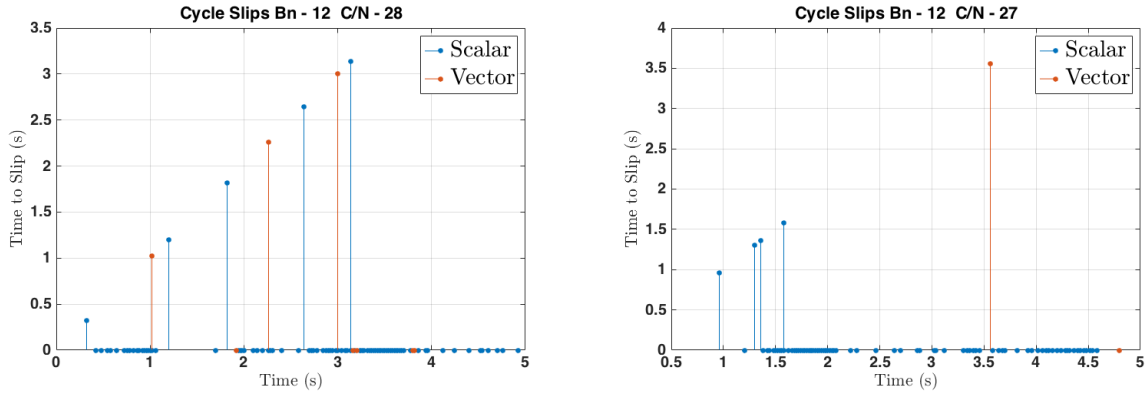 Cycle Slips Bn - 12  C/N - 28
Time to Slip (s)
3.5
3
2.5
2
1.5
1
0.5
0
0 1 2 3 4 5
Time (s)
Scalar
Vector
Cycle Slips Bn - 12  C/N - 27
Time to Slip (s)
4
3.5
3
2.5
2
1.5
1
0.5
0
0.5 1 1.5 2 2.5 3 3.5 4 4.5 5
Time (s)
Scalar
Vector